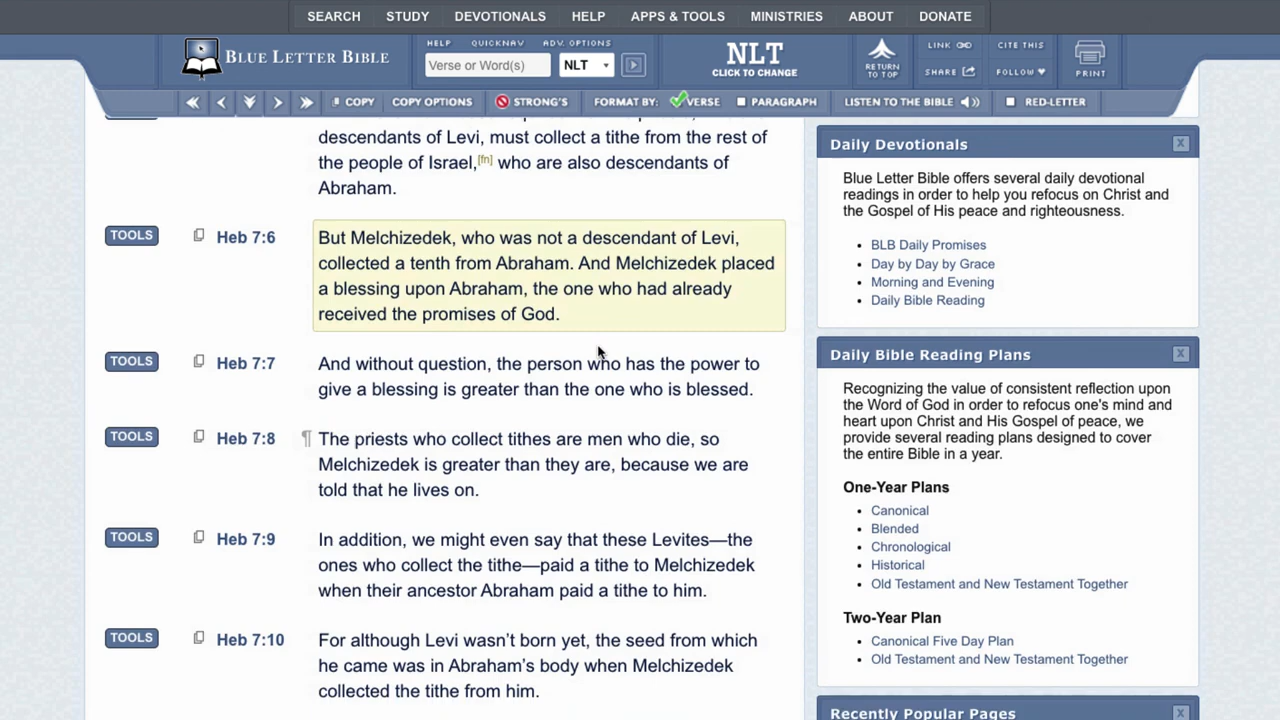 SEARCH STUDY DEVOTIONALS HELP APPS & TOOLS MINISTRIES ABOUT DONATE
BLUE LETTER BIBLE
HELP QUICKNAV ADV. OPTIONS
Verse or Word(s) NLT
NLT
CLICK TO CHANGE
RETURN
TO TOP
LINK CITE THIS
SHARE FOLLOW
PRINT
COPY COPY OPTIONS STRONG'S FORMAT BY: VERSE PARAGRAPH LISTEN TO THE BIBLE RED-LETTER
descendants of Levi, must collect a tithe from the rest of
the people of Israel,[fn] who are also descendants of
Abraham.
TOOLS Heb 7:6 But Melchizedek, who was not a descendant of Levi,
collected a tenth from Abraham. And Melchizedek placed
a blessing upon Abraham, the one who had already
received the promises of God.
TOOLS Heb 7:7 And without question, the person who has the power to
give a blessing is greater than the one who is blessed.
TOOLS Heb 7:8 ¶ The priests who collect tithes are men who die, so
Melchizedek is greater than they are, because we are
told that he lives on.
TOOLS Heb 7:9 In addition, we might even say that these Levites—the
ones who collect the tithe—paid a tithe to Melchizedek
when their ancestor Abraham paid a tithe to him.
TOOLS Heb 7:10 For although Levi wasn't born yet, the seed from which
he came was in Abraham's body when Melchizedek
collected the tithe from him.
Daily Devotionals X
Blue Letter Bible offers several daily devotional
readings in order to help you refocus on Christ and
the Gospel of His peace and righteousness.
• BLB Daily Promises
• Day by Day by Grace
• Morning and Evening
• Daily Bible Reading
Daily Bible Reading Plans X
Recognizing the value of consistent reflection upon
the Word of God in order to refocus one's mind and
heart upon Christ and His Gospel of peace, we
provide several reading plans designed to cover
the entire Bible in a year.
One-Year Plans
• Canonical
• Blended
• Chronological
• Historical
• Old Testament and New Testament Together
Two-Year Plan
• Canonical Five Day Plan
• Old Testament and New Testament Together
Recently Popular Pages X